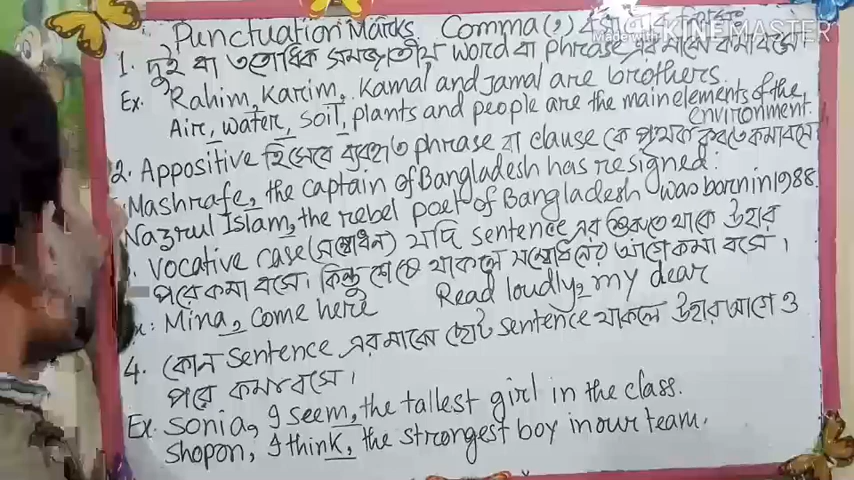 Made with KINEMASTER
Punctuation Marks Comma (,)
1. দুই বা ততোধিক সমজাতীয় word বা phrase এর মাঝে কমা বসে
Ex. Rahim, Karim, Kamal and Jamal are brothers.
Air, water, soil, plants and people are the main elements of the
environment.
2. Appositive হিসেবে ব্যবহৃত phrase বা clause কে পৃথক করতে কমা বসে
Mashrafe, the captain of Bangladesh has resigned.
Nazrul Islam, the rebel poet of Bangladesh was born in 1988.
Vocative case (সম্বোধন) যদি sentence এর শুরুতে থাকে উহার
পরে কমা বসে। কিন্তু শেষে থাকলে সম্বোধনের আগে কমা বসে।
: Mina, come here Read loudly, my dear
4. কোন sentence এর মাঝে ছোট sentence থাকলে উহার আগে ও
পরে কমা বসে।
Ex. Sonia, I seem, the tallest girl in the class.
Shopon, I think, the strongest boy in our team.